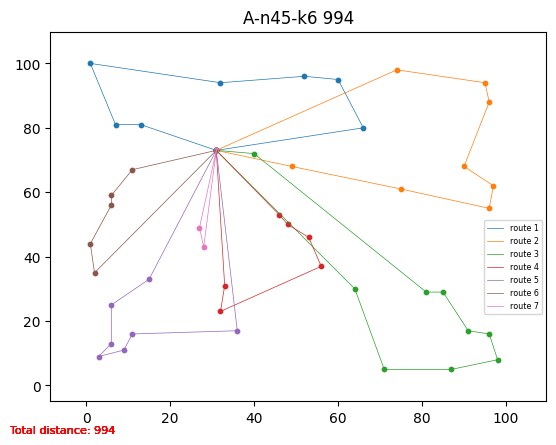 A-n45-k6 994
100
80
60
40
20
0
route 1
route 2
route 3
route 4
route 5
route 6
route 7
0 20 40 60 80 100
Total distance: 994